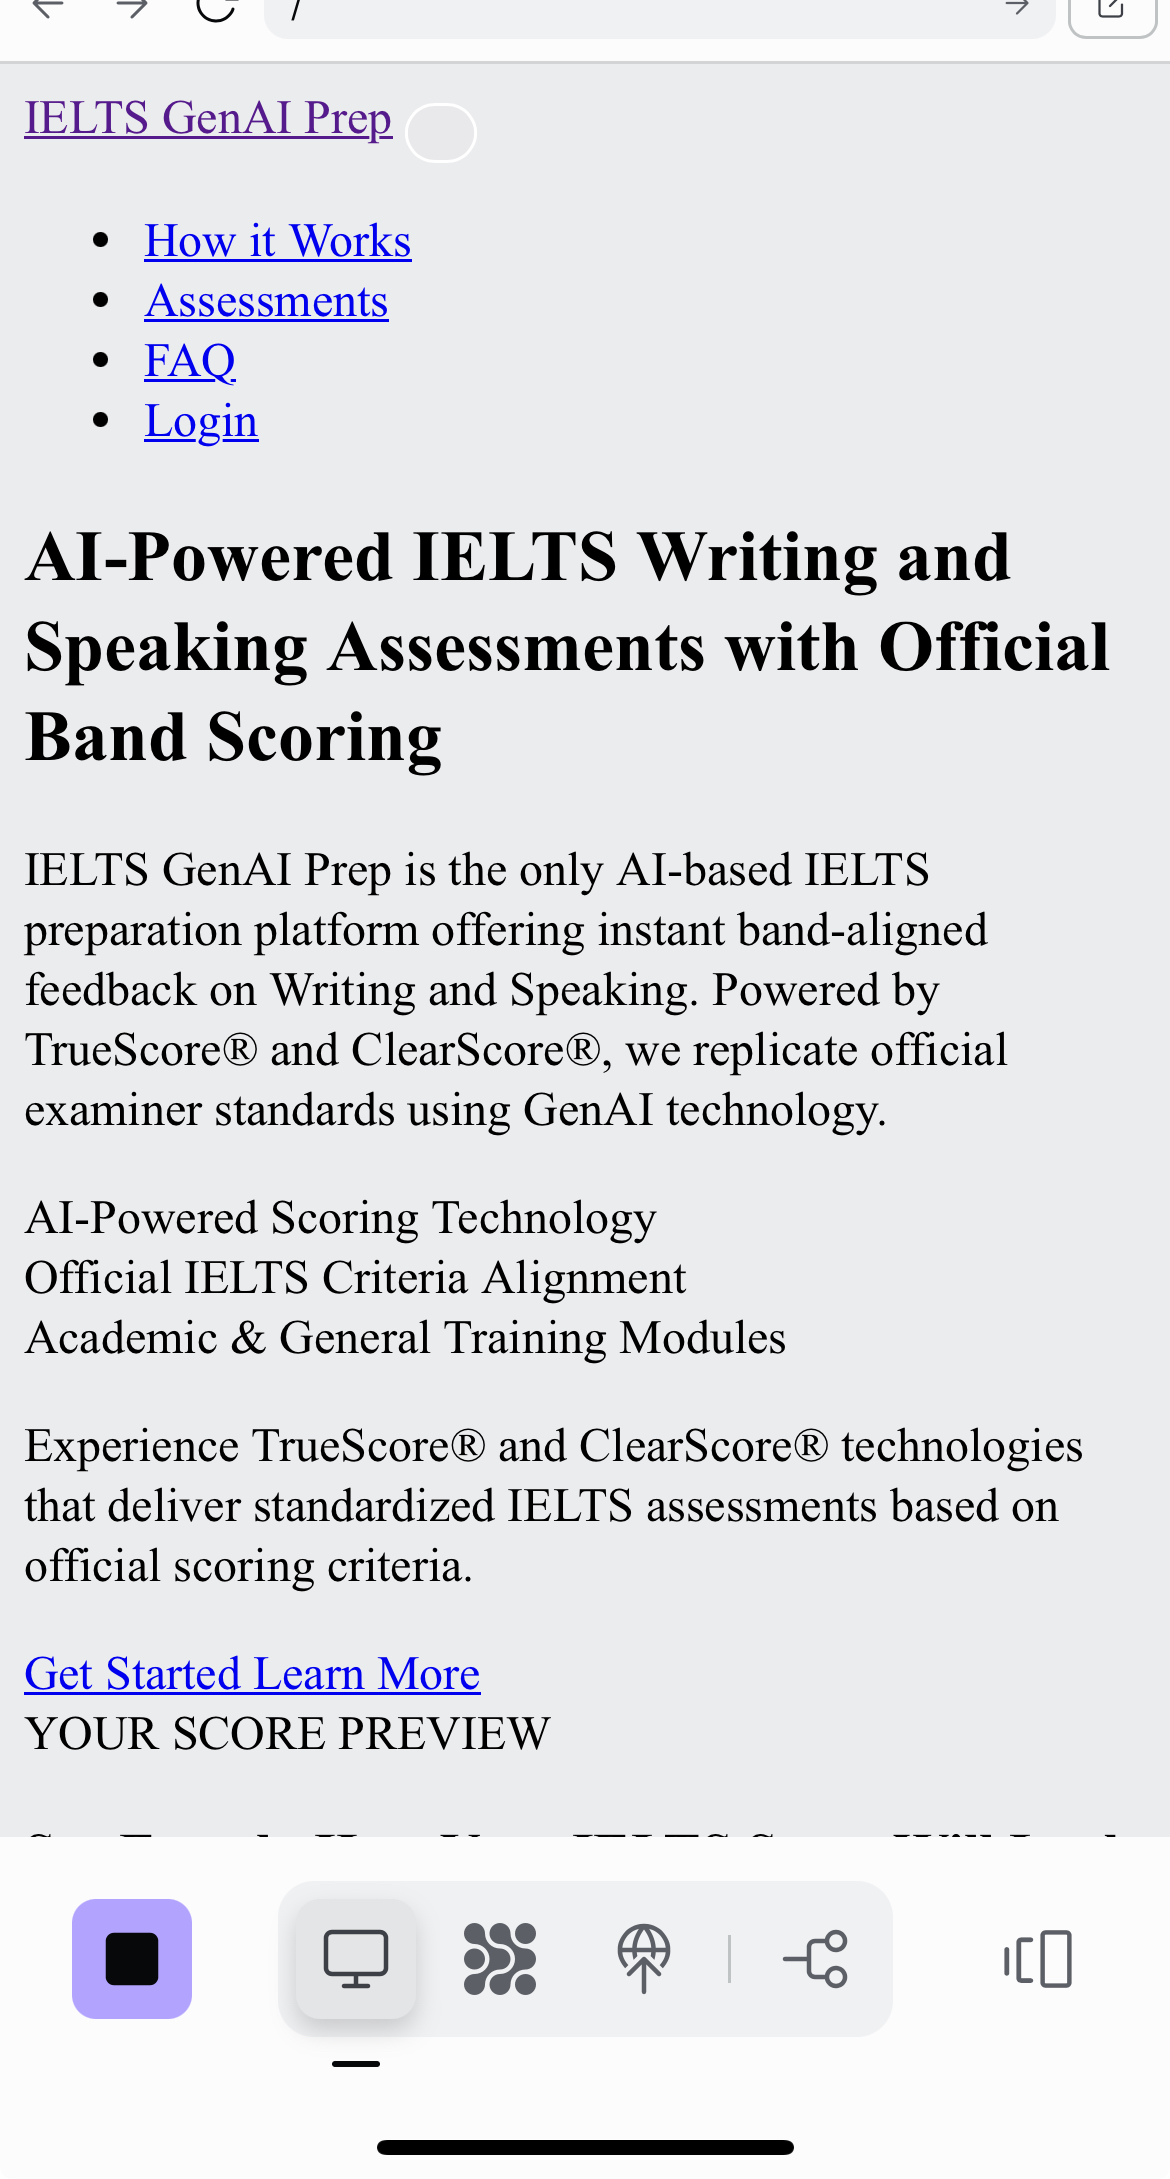 /
IELTS GenAI Prep
How it Works
Assessments
FAQ
Login
AI-Powered IELTS Writing and
Speaking Assessments with Official
Band Scoring
IELTS GenAI Prep is the only AI-based IELTS
preparation platform offering instant band-aligned
feedback on Writing and Speaking. Powered by
TrueScore® and ClearScore®, we replicate official
examiner standards using GenAI technology.
AI-Powered Scoring Technology
Official IELTS Criteria Alignment
Academic & General Training Modules
Experience TrueScore® and ClearScore® technologies
that deliver standardized IELTS assessments based on
official scoring criteria.
Get Started Learn More
YOUR SCORE PREVIEW